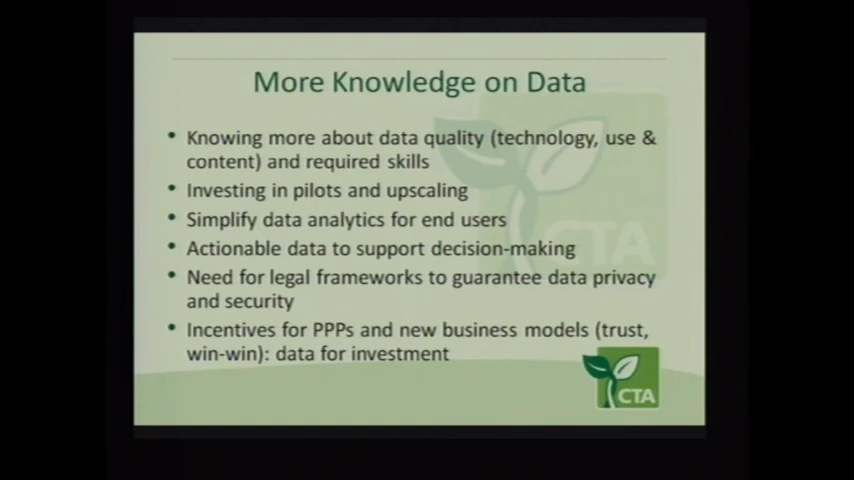 More Knowledge on Data
• Knowing more about data quality (technology, use &
content) and required skills
• Investing in pilots and upscaling
• Simplify data analytics for end users
• Actionable data to support decision-making
• Need for legal frameworks to guarantee data privacy
and security
• Incentives for PPPs and new business models (trust,
win-win): data for investment
CTA
CTA